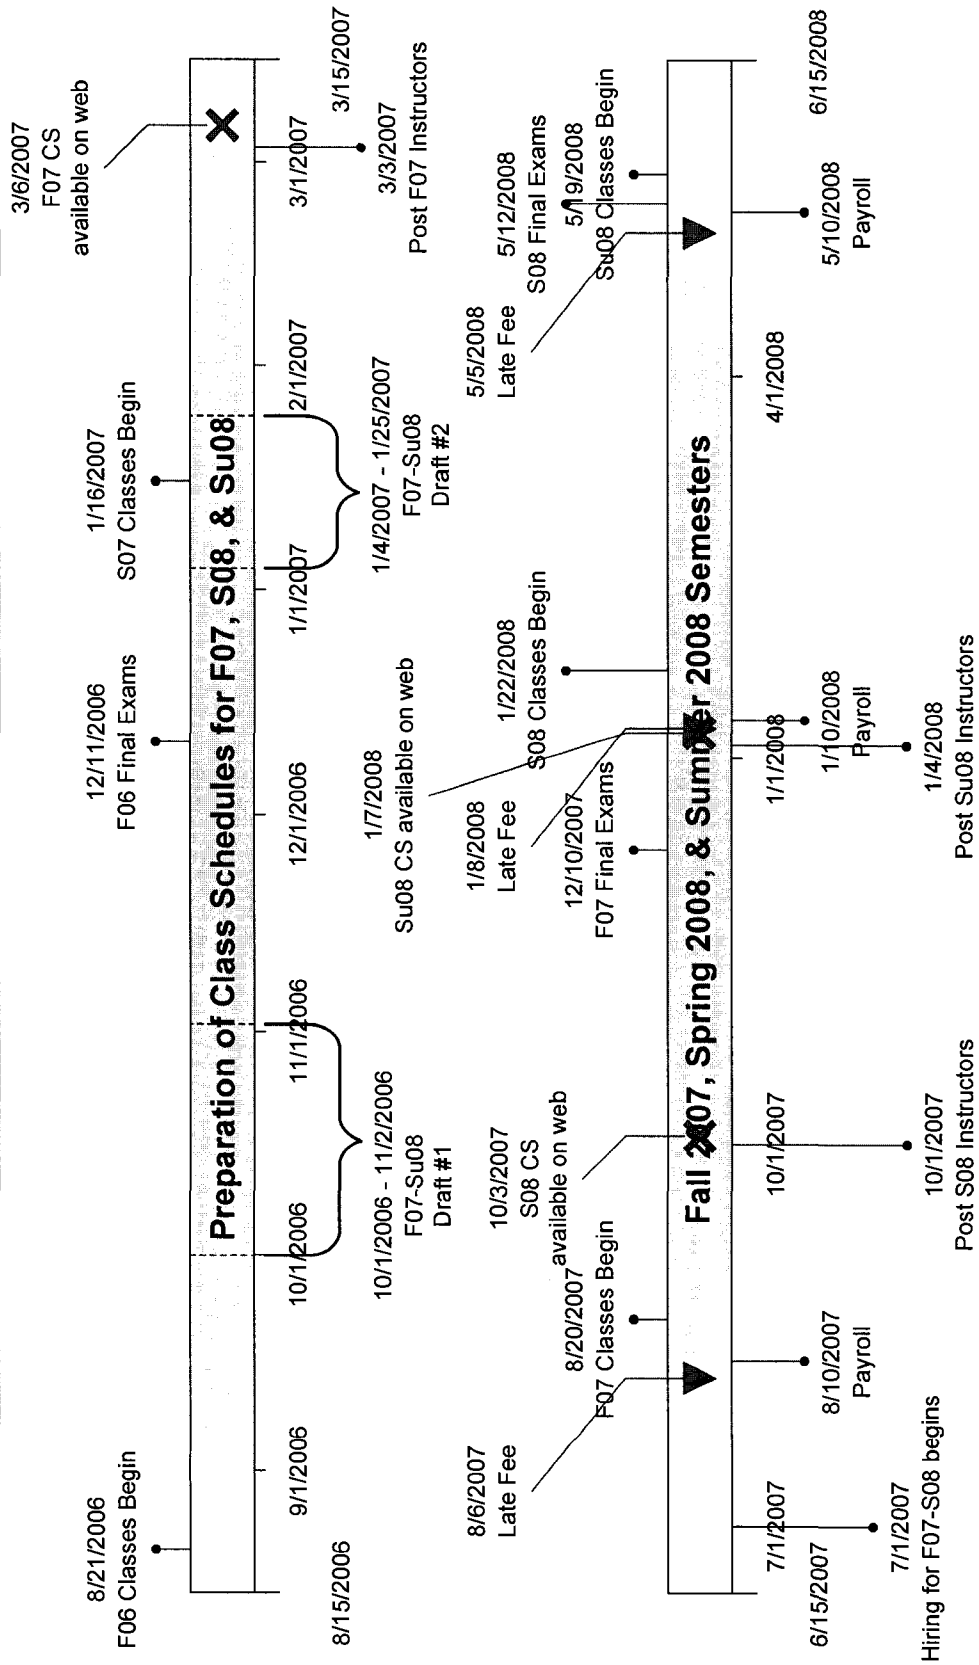 8/21/2006
F06 Classes Begin
12/11/2006
F06 Final Exams
1/16/2007
S07 Classes Begin
3/6/2007
F07 CS
available on web
Preparation of Class Schedules for F07, S08, & Su08
8/15/2006
9/1/2006
10/1/2006
11/1/2006
12/1/2006
1/1/2007
2/1/2007
3/1/2007
3/15/2007
10/1/2006 - 11/2/2006
F07-Su08
Draft #1
1/4/2007 - 1/25/2007
F07-Su08
Draft #2
3/3/2007
Post F07 Instructors
8/6/2007
Late Fee
8/20/2007
F07 Classes Begin
10/3/2007
S08 CS
available on web
12/10/2007
F07 Final Exams
1/7/2008
Su08 CS available on web
1/8/2008
Late Fee
1/22/2008
S08 Classes Begin
5/5/2008
Late Fee
5/12/2008
S08 Final Exams
5/19/2008
Su08 Classes Begin
Fall 2007, Spring 2008, & Summer 2008 Semesters
6/15/2007
7/1/2007
10/1/2007
1/1/2008
4/1/2008
6/15/2008
7/1/2007
Hiring for F07-S08 begins
8/10/2007
Payroll
10/1/2007
Post S08 Instructors
1/4/2008
Post Su08 Instructors
1/10/2008
Payroll
5/10/2008
Payroll